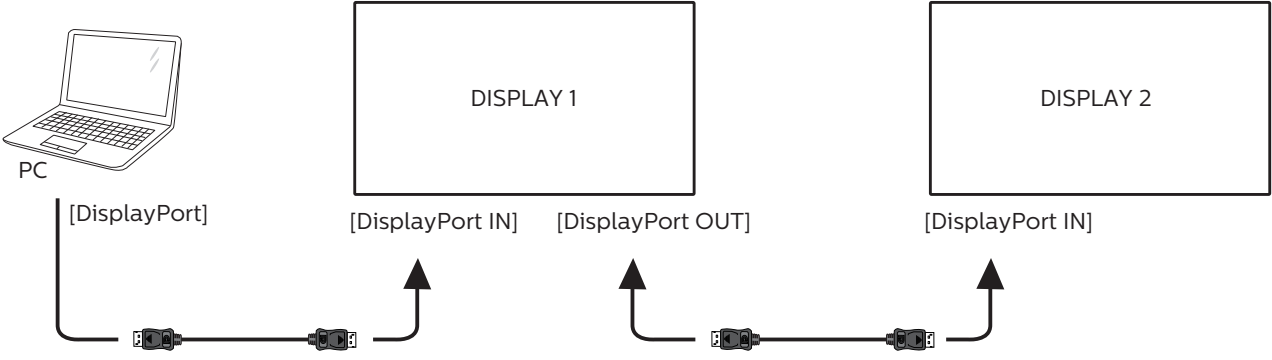 DISPLAY 1
DISPLAY 2
PC
[DisplayPort]
[DisplayPort IN]
[DisplayPort OUT]
[DisplayPort IN]